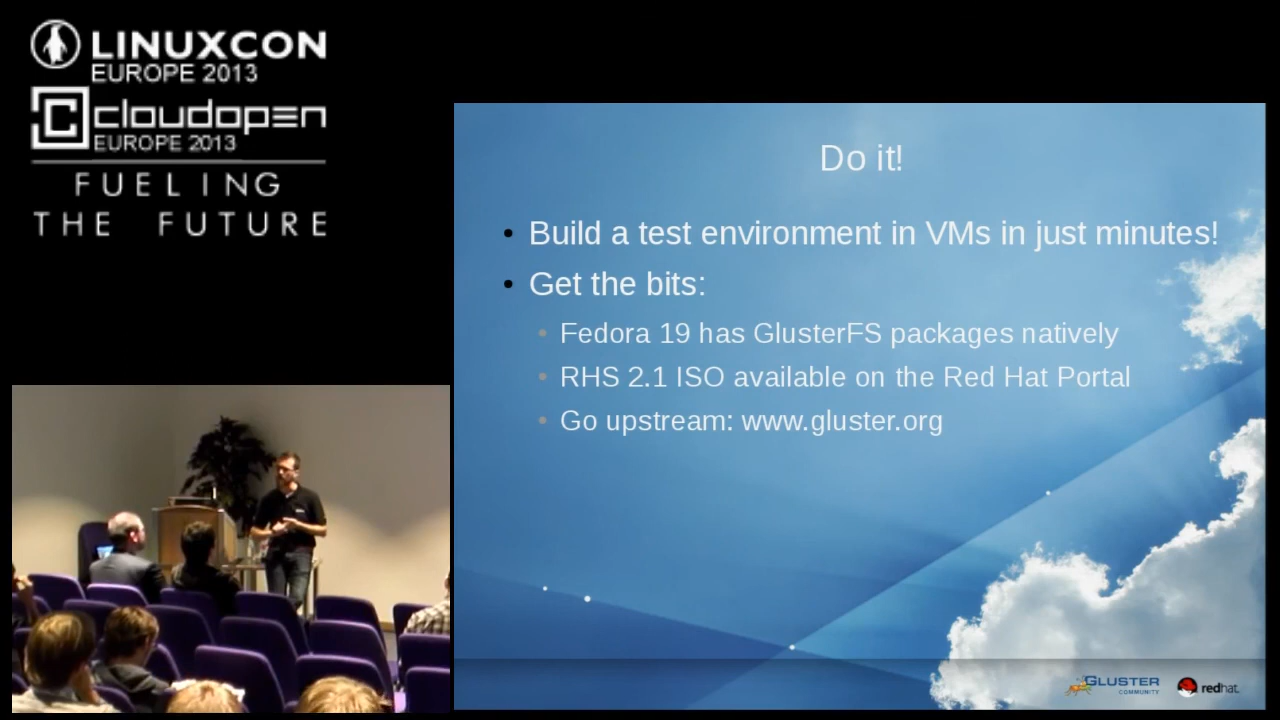 LINUXCON
EUROPE 2013
cloudopen
EUROPE 2013
FUELING
THE FUTURE
Do it!
• Build a test environment in VMs in just minutes!
• Get the bits:
• Fedora 19 has GlusterFS packages natively
• RHS 2.1 ISO available on the Red Hat Portal
• Go upstream: www.gluster.org
GLUSTER
COMMUNITY
redhat.